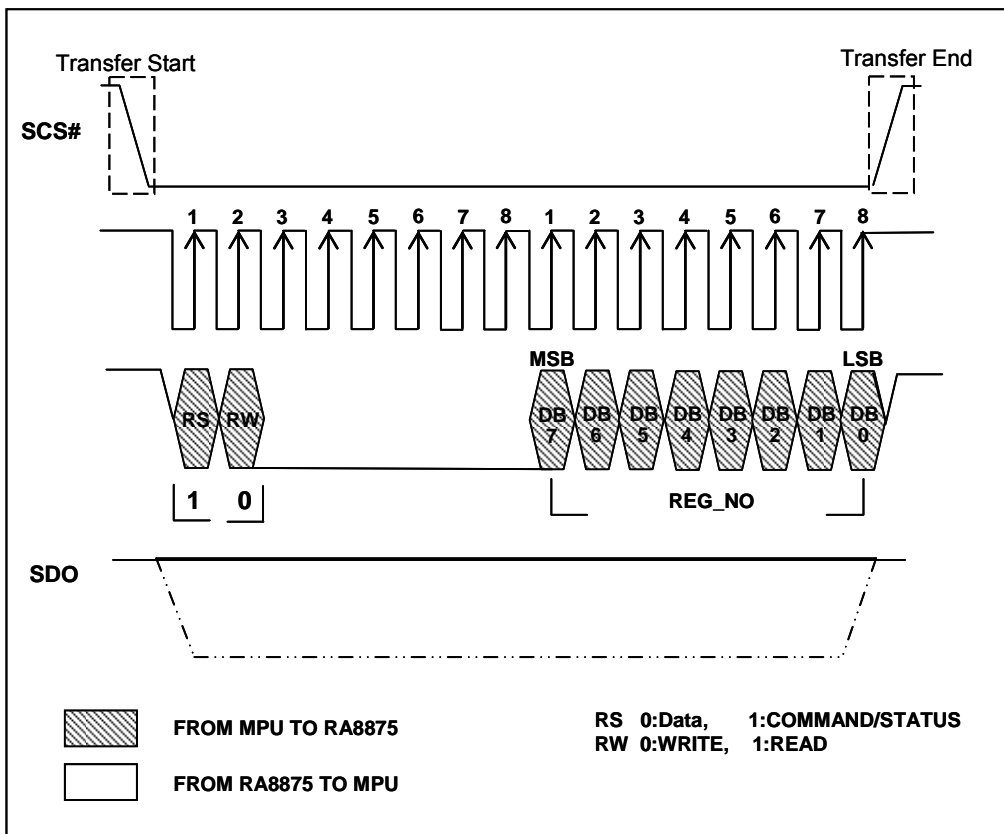 Transfer Start
Transfer End
SCS#
1 2 3 4 5 6 7 8 1 2 3 4 5 6 7 8
MSB
LSB
RS RW DB 7 DB 6 DB 5 DB 4 DB 3 DB 2 DB 1 DB 0
1 0
REG_NO
SDO
FROM MPU TO RA8875
RS 0:Data, 1:COMMAND/STATUS
RW 0:WRITE, 1:READ
FROM RA8875 TO MPU